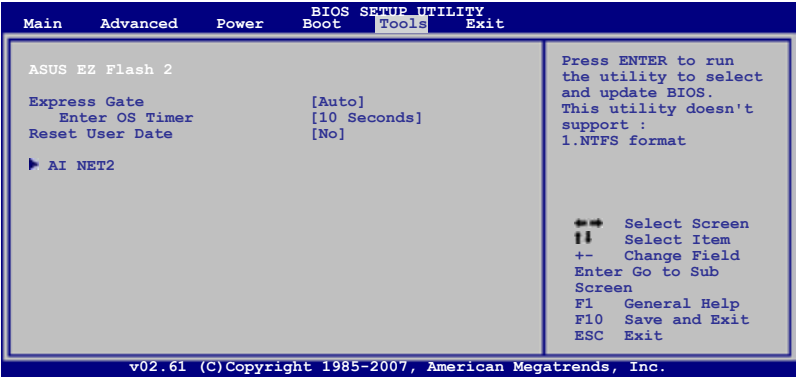 BIOS SETUP UTILITY
Main Advanced Power Boot Tools Exit
ASUS EZ Flash 2
Express Gate [Auto]
Enter OS Timer [10 Seconds]
Reset User Date [No]
AI NET2
Press ENTER to run
the utility to select
and update BIOS.
This utility doesn't
support :
1.NTFS format
Select Screen
Select Item
+- Change Field
Enter Go to Sub
Screen
F1 General Help
F10 Save and Exit
ESC Exit
v02.61 (C)Copyright 1985-2007, American Megatrends, Inc.